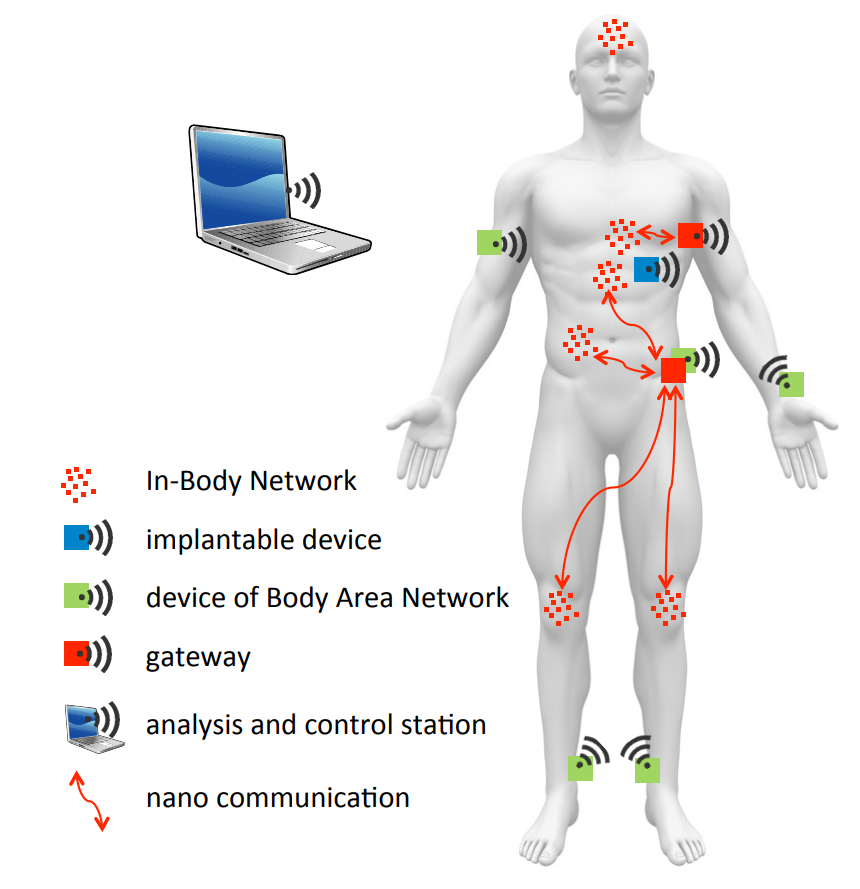 In-Body Network
implantable device
device of Body Area Network
gateway
analysis and control station
nano communication